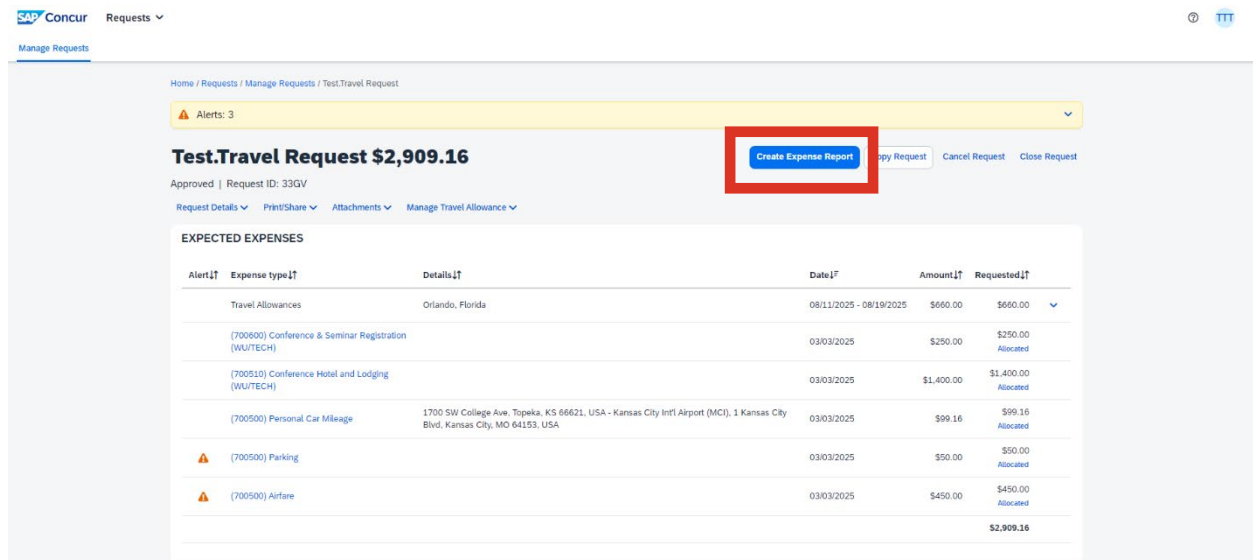 SAP Concur Requests
TTT
Manage Requests
Home / Requests / Manage Requests / Test.Travel Request
Alerts: 3
Test.Travel Request $2,909.16
Create Expense Report opy Request Cancel Request Close Request
Approved | Request ID: 33GV
Request Details Print/Share Attachments Manage Travel Allowance
EXPECTED EXPENSES
Alert Expense type Details Date Amount Requested
Travel Allowances Orlando, Florida 08/11/2025 - 08/19/2025 $660.00 $660.00
(700600) Conference & Seminar Registration
(WU/TECH)
03/03/2025 $250.00 $250.00
Allocated
(700510) Conference Hotel and Lodging
(WU/TECH)
03/03/2025 $1,400.00 $1,400.00
Allocated
(700500) Personal Car Mileage
1700 SW College Ave, Topeka, KS 66621, USA - Kansas City Int'l Airport (MCI), 1 Kansas City
Blvd, Kansas City, MO 64153, USA
03/03/2025 $99.16 $99.16
Allocated
(700500) Parking 03/03/2025 $50.00 $50.00
Allocated
(700500) Airfare 03/03/2025 $450.00 $450.00
Allocated
$2,909.16